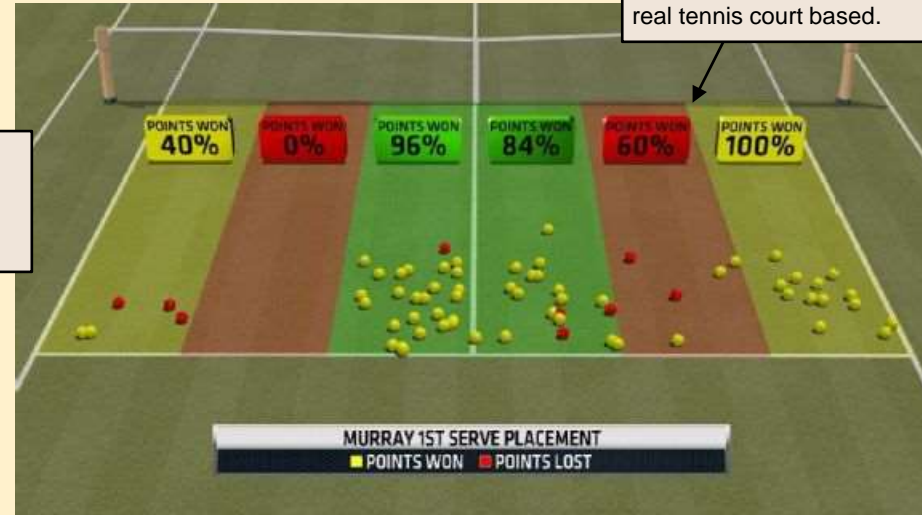 real tennis court based.
POINTS WON
40%
POINTS WON
0%
POINTS WON
96%
POINTS WON
84%
POINTS WON
60%
POINTS WON
100%
MURRAY 1ST SERVE PLACEMENT
POINTS WON POINTS LOST